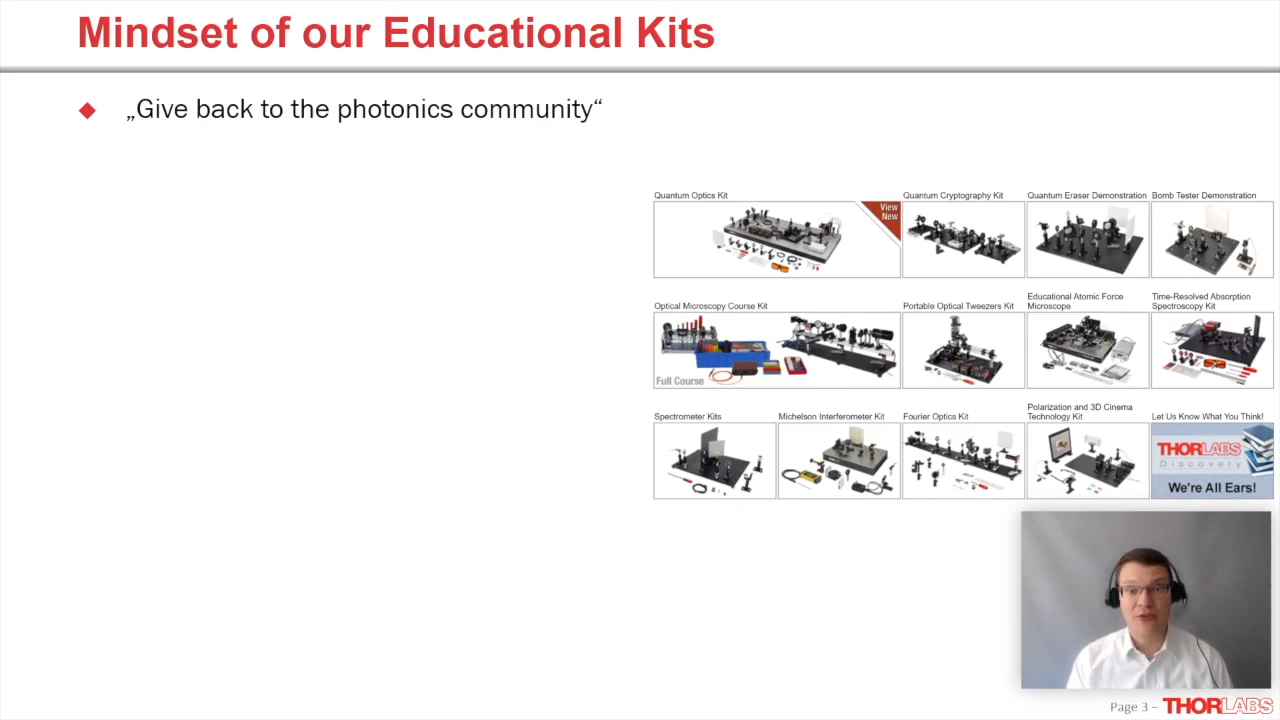 Mindset of our Educational Kits
„Give back to the photonics community“
Quantum Optics Kit
View
New
Quantum Cryptography Kit
Quantum Eraser Demonstration
Bomb Tester Demonstration
Optical Microscopy Course Kit
Full Course
Portable Optical Tweezers Kit
Educational Atomic Force
Microscope
Time-Resolved Absorption
Spectroscopy Kit
Spectrometer Kits
Michelson Interferometer Kit
Fourier Optics Kit
Polarization and 3D Cinema
Technology Kit
Let Us Know What You Think!
THORLABS
Discovery
We're All Ears!
Page 3 – THORLABS